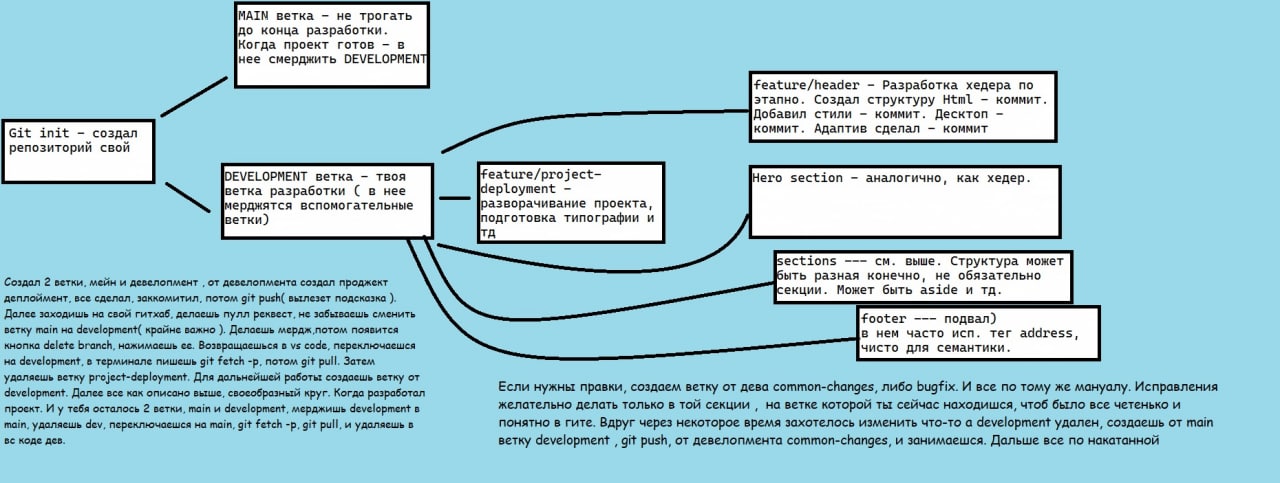 MAIN ветка – не трогать
до конца разработки.
Когда проект готов – в
нее смерджить DEVELOPMENT
Git init – создал
репозиторий свой
DEVELOPMENT ветка – твоя
ветка разработки ( в нее
мерджятся вспомогательные
ветки)
feature/project-
deployment –
разворачивание проекта,
подготовка типографии и
тд
feature/header – Разработка хедера по
этапно. Создал структуру Html – коммит.
Добавил стили – коммит. Десктоп –
коммит. Адаптив сделал – коммит
Hero section – аналогично, как хедер.
sections --- см. выше. Структура может
быть разная конечно, не обязательно
секции. Может быть aside и тд.
footer --- подвал)
в нем часто исп. тег address,
чисто для семантики.
Создал 2 ветки, мейн и девелопмент , от девелопмента создал проджект
деплоймент, все сделал, заккомитил, потом git push( вылезет подсказка ).
Далее заходишь на свой гитхаб, делаешь пулл реквест, не забываешь сменить
ветку main на development( крайне важно ). Делаешь мердж,потом появится
кнопка delete branch, нажимаешь ее. Возвращаешься в vs code, переключаешся
на development, в терминале пишешь git fetch -p, потом git pull. Затем
удаляешь ветку project-deployment. Для дальнейшей работы создаешь ветку от
development. Далее все как описано выше, своеобразный круг. Когда разработал
проект. И у тебя осталось 2 ветки, main и development, мерджишь development в
main, удаляешь dev, переключаешся на main, git fetch -p, git pull, и удаляешь в
вс коде дев.
Если нужны правки, создаем ветку от дева common-changes, либо bugfix. И все по тому же мануалу. Исправления
желательно делать только в той секции , на ветке которой ты сейчас находишся, чтоб было все четенько и
понятно в гите. Вдруг через некоторое время захотелось изменить что-то а development удален, создаешь от main
ветку development , git push, от девелопмента common-changes, и занимаешся. Дальше все по накатанной